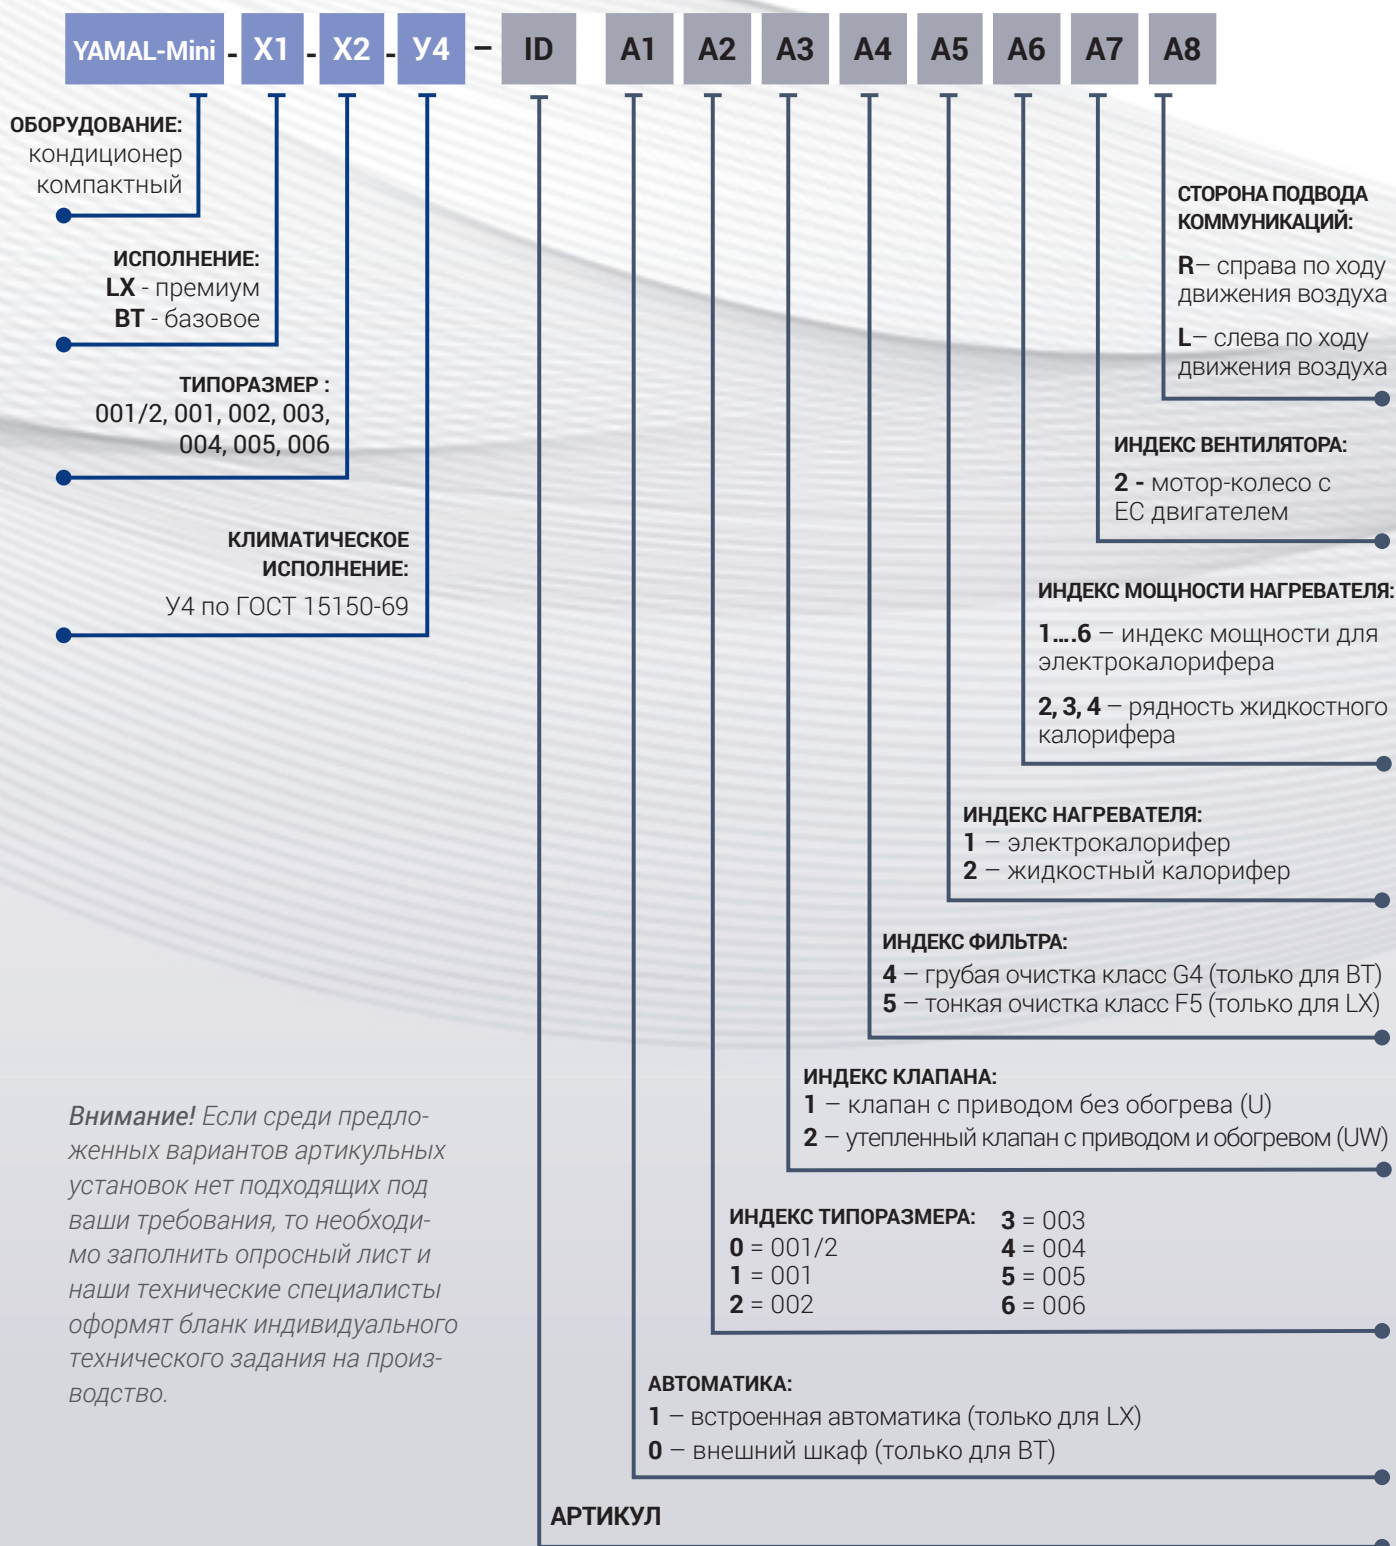 YAMAL-Mini - X1 - X2 - У4 – ID A1 A2 A3 A4 A5 A6 A7 A8
ОБОРУДОВАНИЕ:
кондиционер
компактный
ИСПОЛНЕНИЕ:
LX - премиум
BT - базовое
ТИПОРАЗМЕР :
001/2, 001, 002, 003,
004, 005, 006
КЛИМАТИЧЕСКОЕ
ИСПОЛНЕНИЕ:
У4 по ГОСТ 15150-69
СТОРОНА ПОДВОДА
КОММУНИКАЦИЙ:
R– справа по ходу
движения воздуха
L– слева по ходу
движения воздуха
ИНДЕКС ВЕНТИЛЯТОРА:
2 - мотор-колесо с
ЕС двигателем
ИНДЕКС МОЩНОСТИ НАГРЕВАТЕЛЯ:
1....6 – индекс мощности для
электрокалорифера
2, 3, 4 – рядность жидкостного
калорифера
ИНДЕКС НАГРЕВАТЕЛЯ:
1 – электрокалорифер
2 – жидкостный калорифер
ИНДЕКС ФИЛЬТРА:
4 – грубая очистка класс G4 (только для BT)
5 – тонкая очистка класс F5 (только для LX)
ИНДЕКС КЛАПАНА:
1 – клапан с приводом без обогрева (U)
2 – утепленный клапан с приводом и обогревом (UW)
ИНДЕКС ТИПОРАЗМЕРА:
0 = 001/2
1 = 001
2 = 002
3 = 003
4 = 004
5 = 005
6 = 006
АВТОМАТИКА:
1 – встроенная автоматика (только для LX)
0 – внешний шкаф (только для BT)
АРТИКУЛ
Внимание! Если среди предло-
женных вариантов артикульных
установок нет подходящих под
ваши требования, то необходи-
мо заполнить опросный лист и
наши технические специалисты
оформят бланк индивидуального
технического задания на произ-
водство.